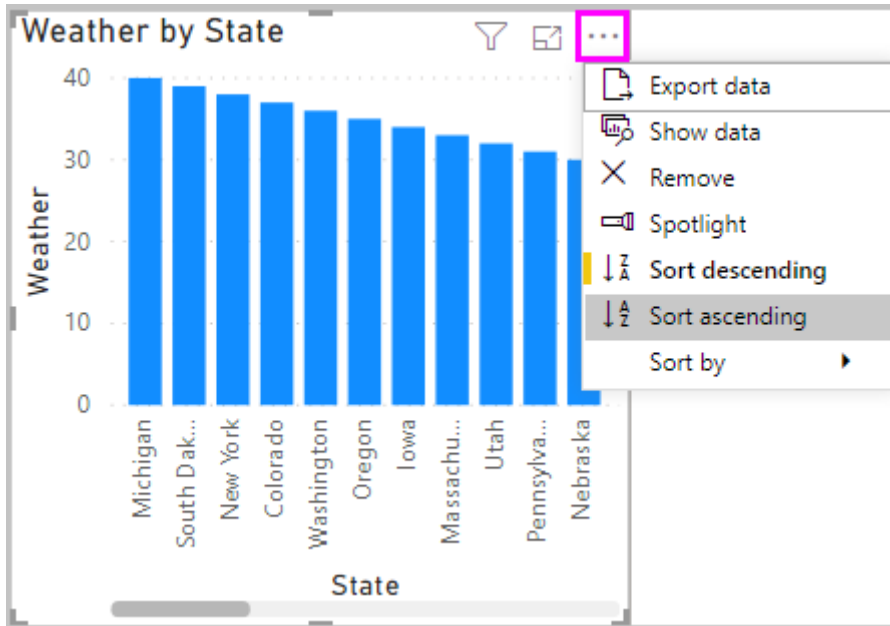 Weather by State
...
Export data
Show data
Remove
Spotlight
Z
A
Sort descending
A
Z
Sort ascending
Sort by
Weather
40
30
20
10
0
Michigan
South Dak...
New York
Colorado
Washington
Oregon
Iowa
Massachu...
Utah
Pennsylva...
Nebraska
State